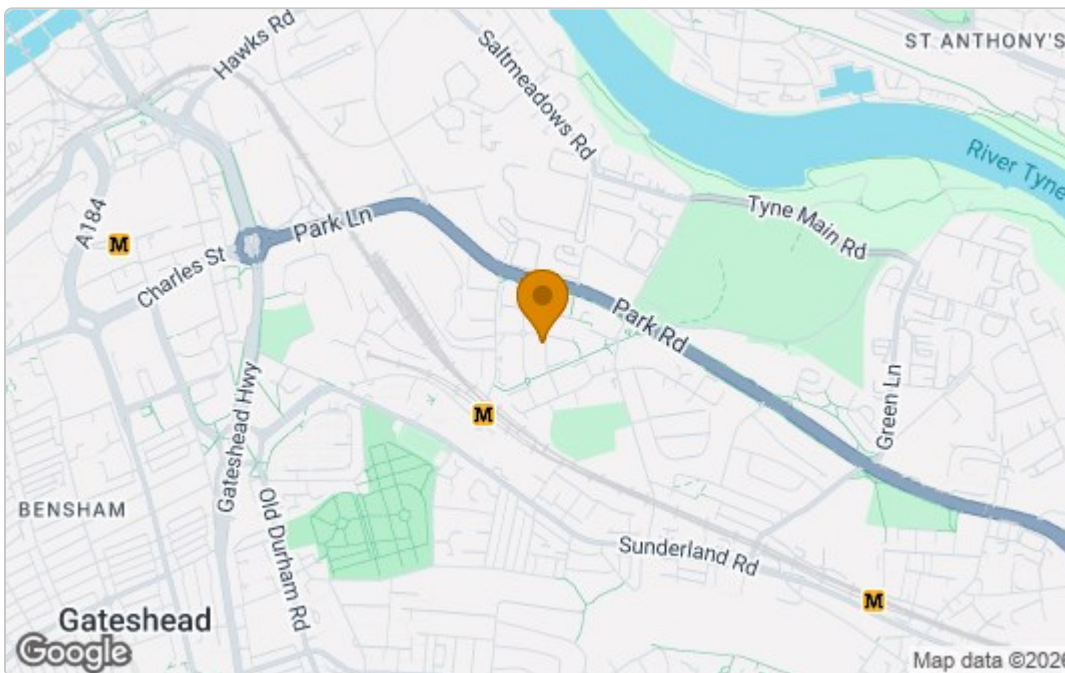 ST ANTHONY'S
Hawks Rd
Saltmeadows Rd
River Tyne
A184
M
Park Ln
Tyne Main Rd
Charles St
Park Rd
M
Gateshead Hwy
Green Ln
BENSHAM
Old Durham Rd
Sunderland Rd
M
Gateshead
Google
Map data ©2026